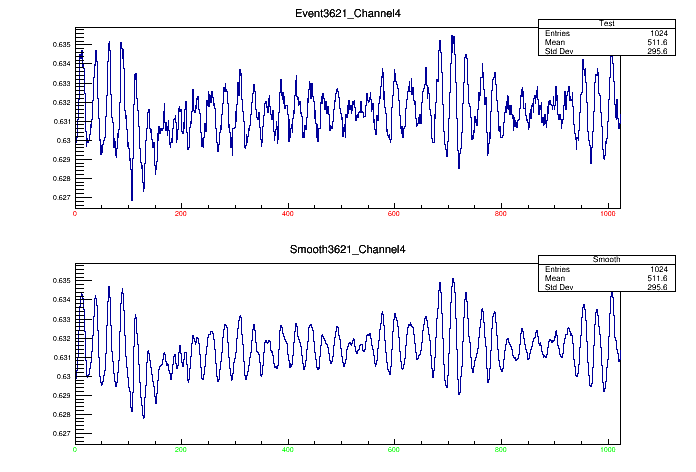 Event3621_Channel4
Test
Entries 1024
Mean 511.6
Std Dev 295.6
0.635
0.634
0.633
0.632
0.631
0.63
0.629
0.628
0.627
0 200 400 600 800 1000
Smooth3621_Channel4
Smooth
Entries 1024
Mean 511.6
Std Dev 295.6
0.635
0.634
0.633
0.632
0.631
0.63
0.629
0.628
0.627
0 200 400 600 800 1000